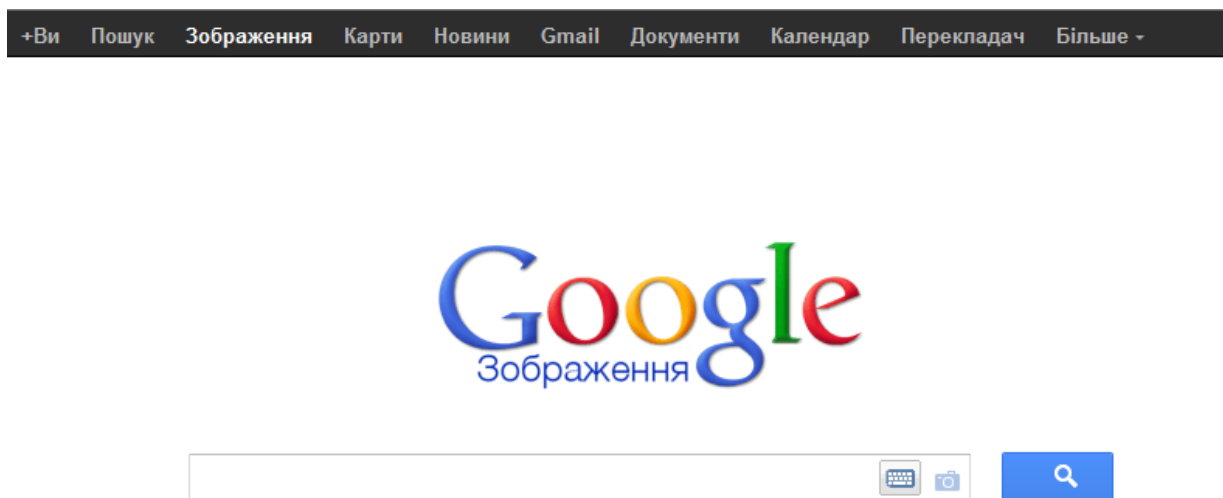 +Ви Пошук Зображення Карти Новини Gmail Документи Календар Перекладач Більше
Google
Зображення